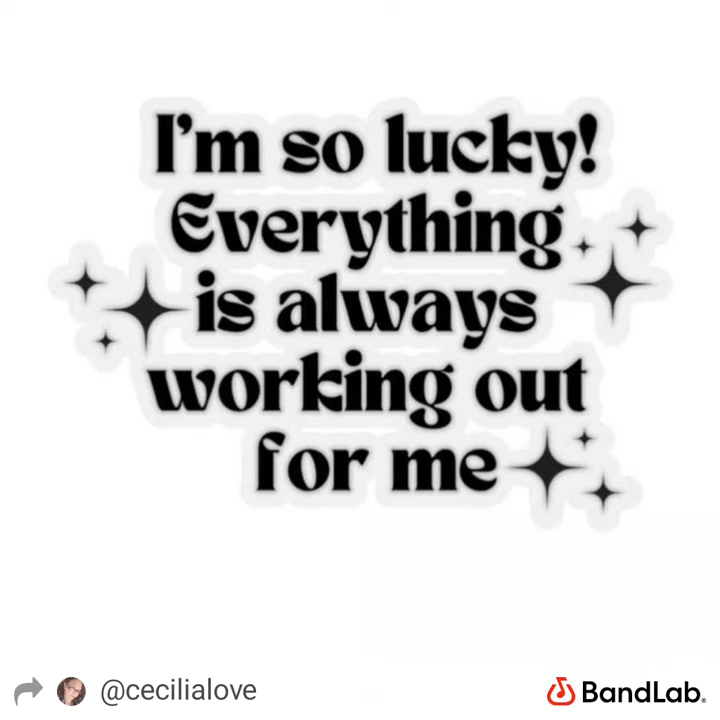 I'm so lucky!
Everything
is always
working out
for me
@cecilialove
BandLab®